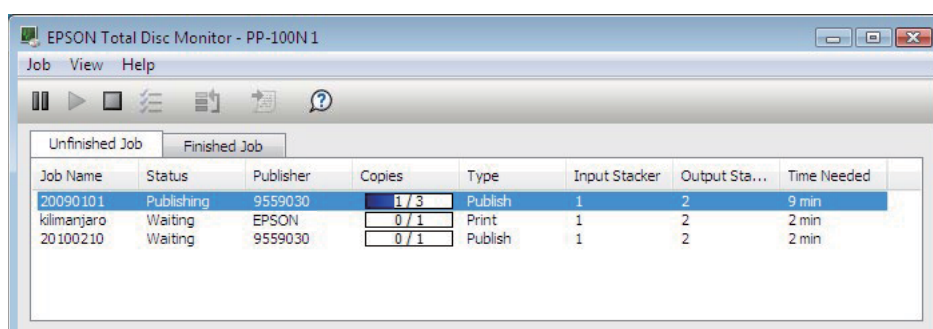 EPSON Total Disc Monitor - PP-100N 1
Job View Help
Unfinished Job Finished Job
Job Name Status Publisher Copies Type Input Stacker Output Sta... Time Needed
20090101 Publishing 9559030 1 / 3 Publish 1 2 9 min
kilimanjaro Waiting EPSON 0 / 1 Print 1 2 2 min
20100210 Waiting 9559030 0 / 1 Publish 1 2 2 min